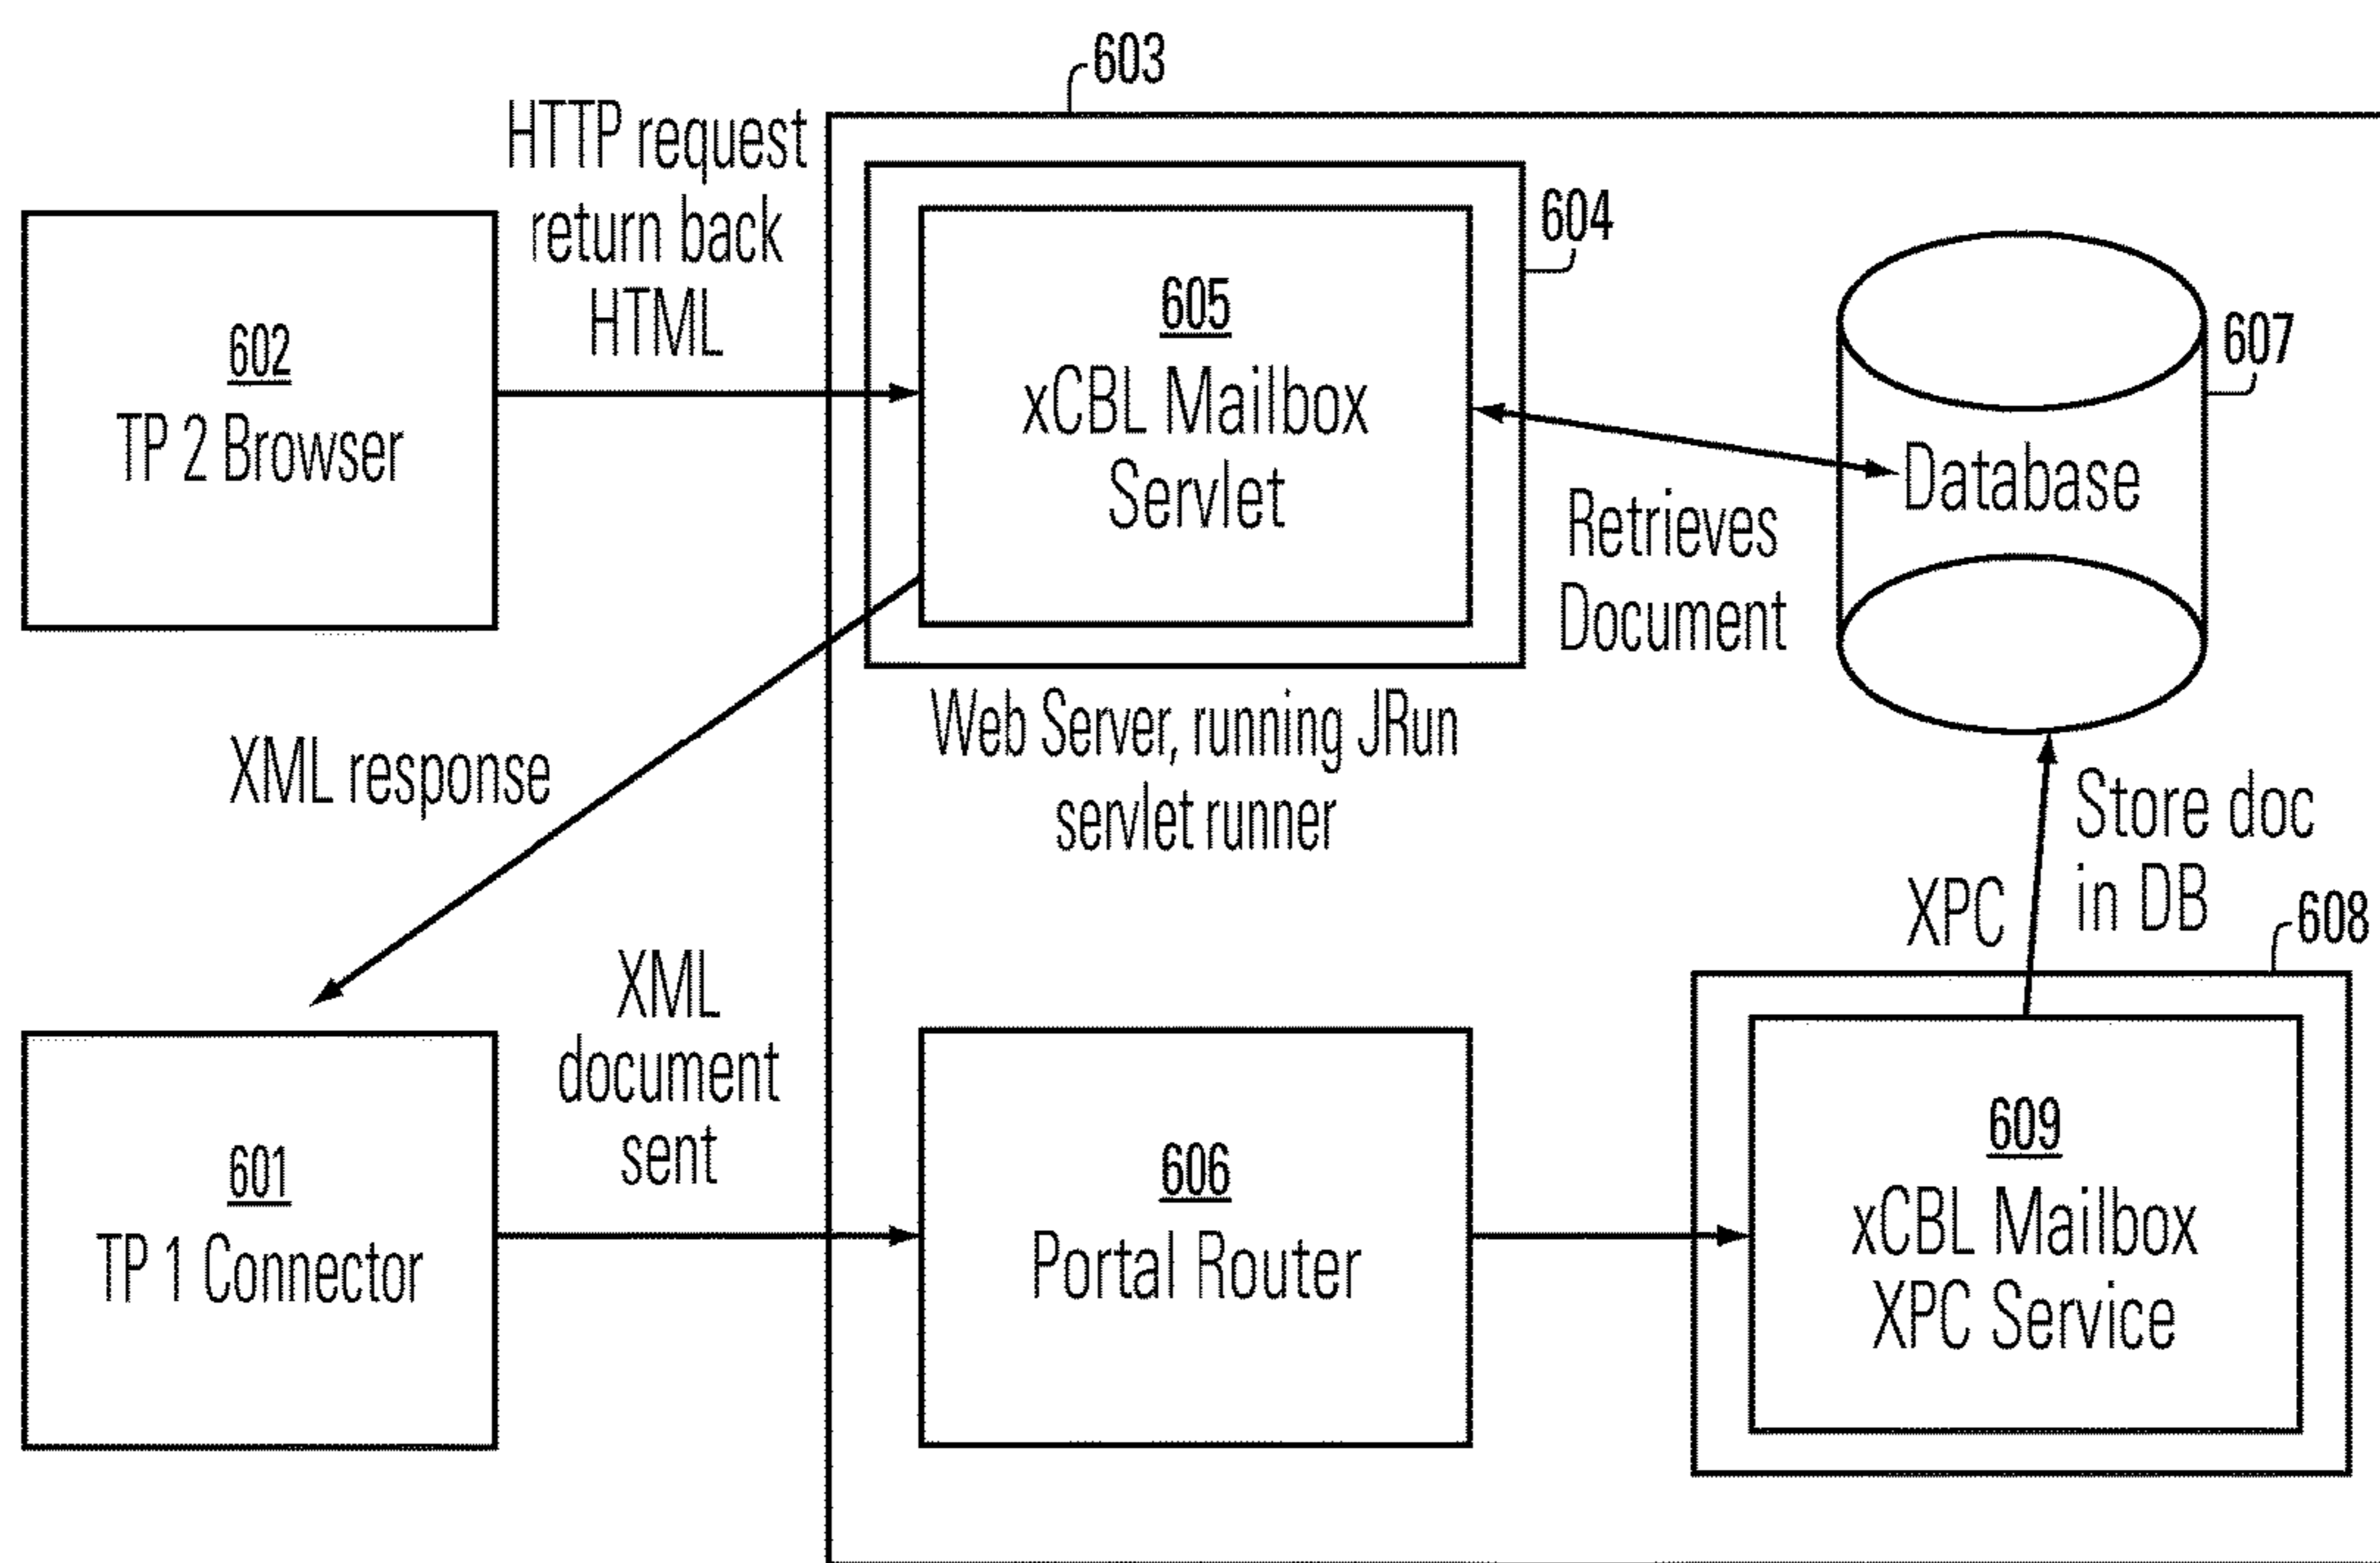 603
HTTP request
return back
HTML
604
602
TP 2 Browser
605
xCBL Mailbox
Servlet
607
Database
Retrieves
Document
Web Server, running JRun
servlet runner
XML response
Store doc
in DB
XPC
608
XML
document
sent
601
TP 1 Connector
606
Portal Router
609
xCBL Mailbox
XPC Service